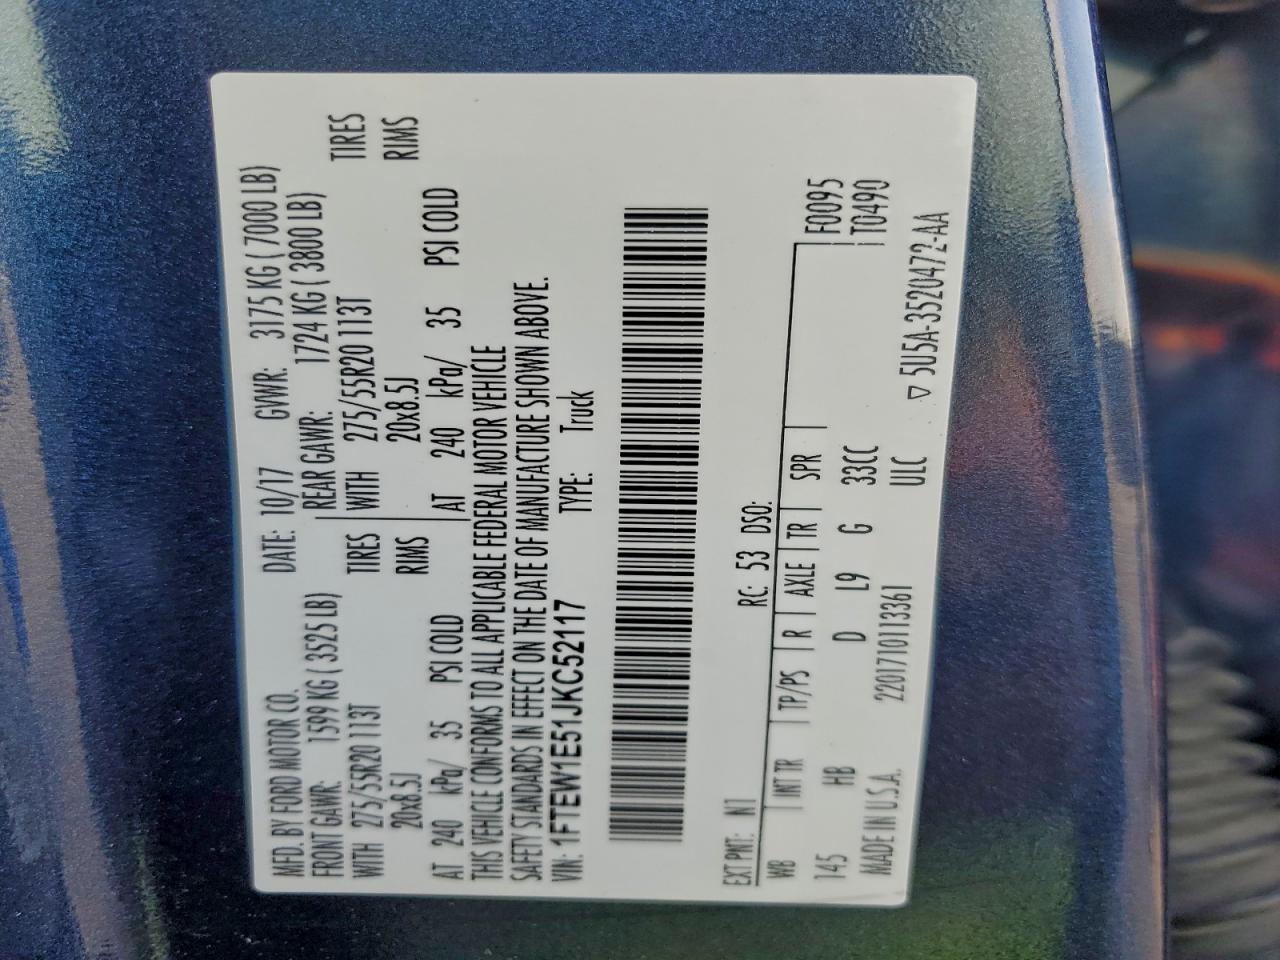 MFD. BY FORD MOTOR CO. DATE: 10/17 GVWR: 3175 KG ( 7000 LB)
FRONT GAWR: 1599 KG ( 3525 LB) REAR GAWR: 1724 KG ( 3800 LB)
WITH 275/55R20 113T TIRES WITH 275/55R20 113T TIRES
20x8.5J RIMS 20x8.5J RIMS
AT 240 kPa/ 35 PSI COLD AT 240 kPa/ 35 PSI COLD
THIS VEHICLE CONFORMS TO ALL APPLICABLE FEDERAL MOTOR VEHICLE
SAFETY STANDARDS IN EFFECT ON THE DATE OF MANUFACTURE SHOWN ABOVE.
VIN: 1FTEW1E51JKC52117 TYPE: Truck
EXT PNT: N1 RC: 53 DSO:
WB INT TR TP/PS R AXLE TR SPR F0095
145 HB D L9 G 33CC T0490
MADE IN U.S.A. 220171011336​1 ULC
▽ 5U5A-3520472-AA